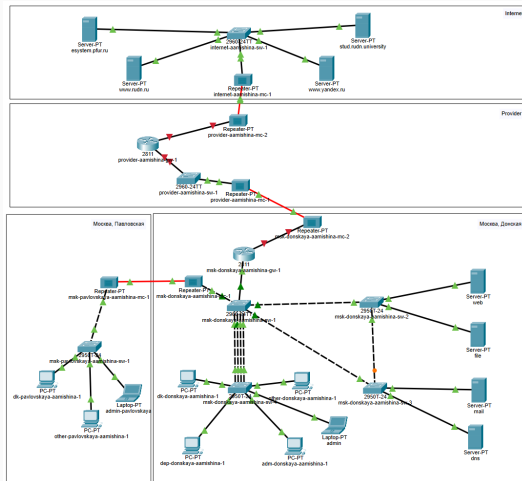 Internet
Server-PT
esystem.pfur.ru
2960-24TT
internet-aamishina-sw-1
Server-PT
stud.rudn.university
Server-PT
www.rudn.ru
Repeater-PT
internet-aamishina-mc-1
Server-PT
www.yandex.ru
Provider
Repeater-PT
provider-aamishina-mc-2
2811
provider-aamishina-gw-1
2960-24TT
provider-aamishina-sw-1
Repeater-PT
provider-aamishina-mc-1
Москва, Павловская
Москва, Донская
Repeater-PT
msk-donskaya-aamishina-mc-2
2811
msk-donskaya-aamishina-gw-1
Repeater-PT
msk-pavlovskaya-aamishina-mc-1
Repeater-PT
Server-PT
web
msk-donskaya-aamishina-sw-1
2950T-24
msk-donskaya-aamishina-sw-2
Server-PT
file
2950T-24
msk-pavlovskaya-aamishina-sw-1
PC-PT
dk-pavlovskaya-aamishina-1
Laptop-PT
admin-pavlovskaya
PC-PT
other-pavlovskaya-aamishina-1
PC-PT
dk-donskaya-aamishina-1
2950T-24
PC-PT
other-donskaya-aamishina-1
2950T-24
msk-donskaya-aamishina-sw-3
Server-PT
mail
PC-PT
dep-donskaya-aamishina-1
PC-PT
adm-donskaya-aamishina-1
Laptop-PT
admin
Server-PT
dns